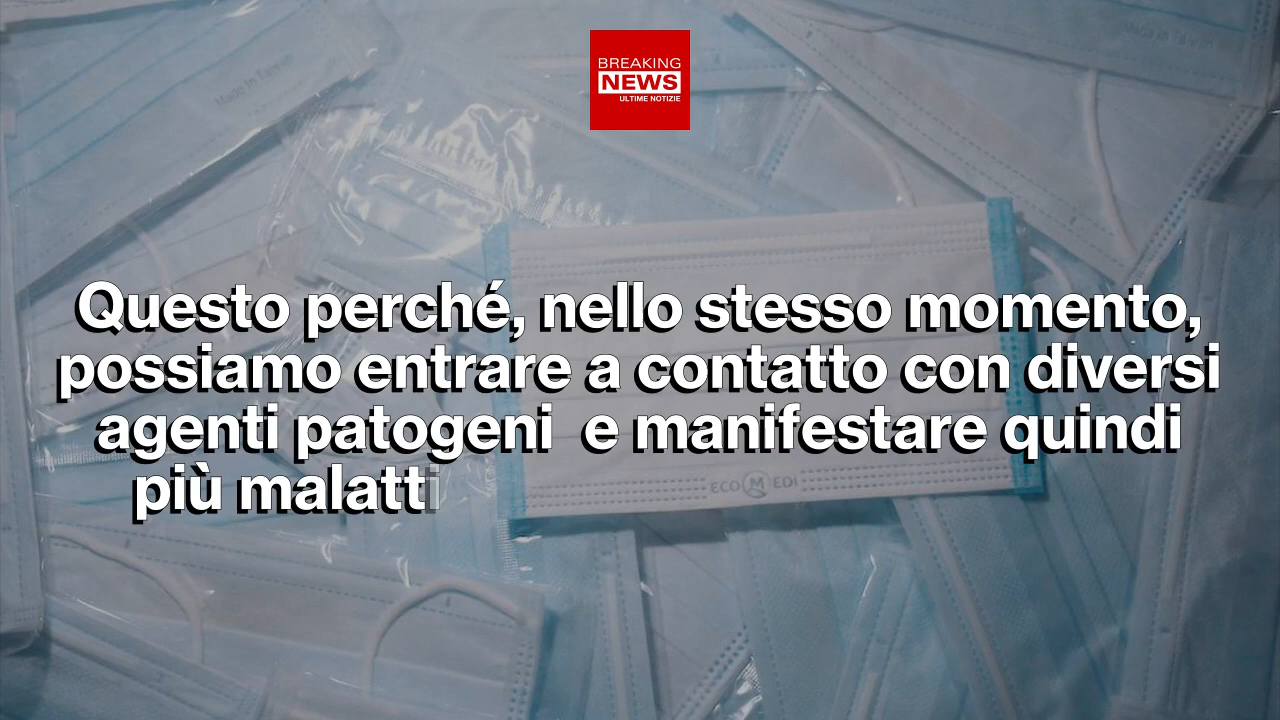 BREAKING
NEWS
ULTIME NOTIZIE
Questo perché, nello stesso momento,
possiamo entrare a contatto con diversi
agenti patogeni e manifestare quindi
più malatti
ECO M EDI